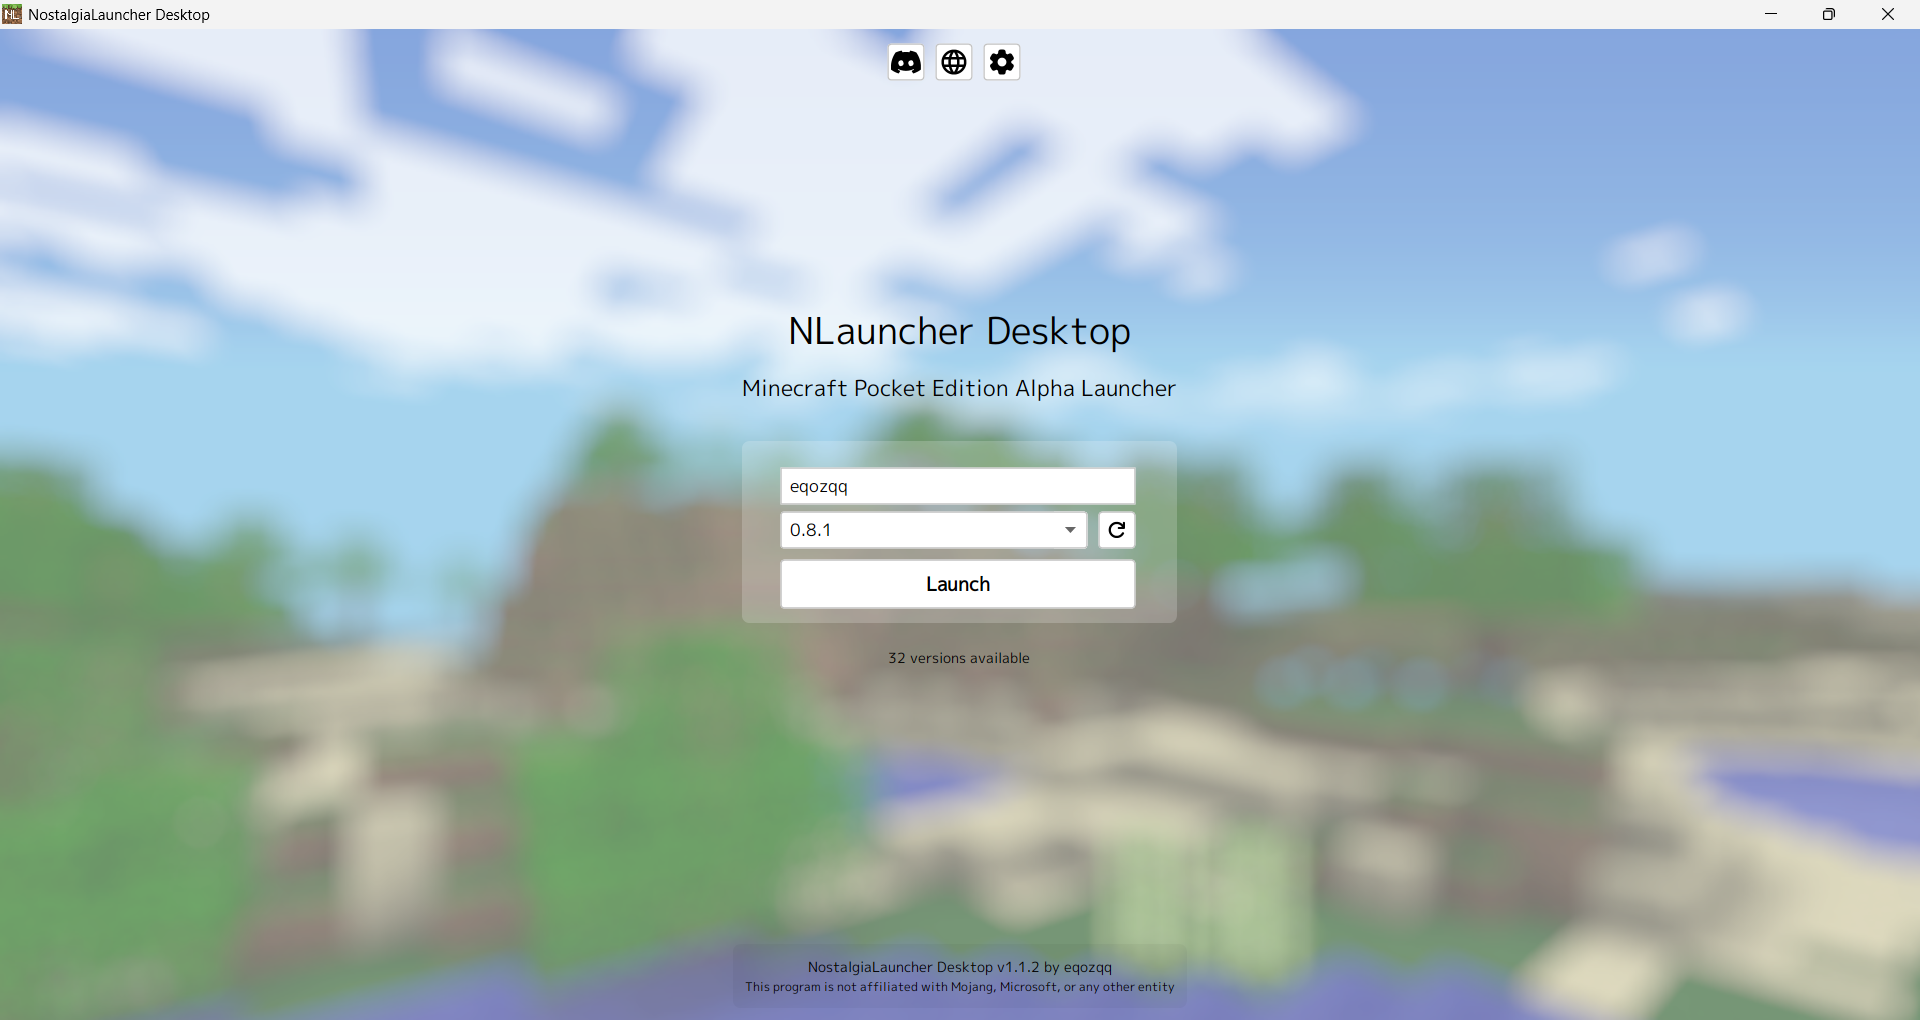 NostalgiaLauncher Desktop
NLauncher Desktop
Minecraft Pocket Edition Alpha Launcher
eqozqq
0.8.1
Launch
32 versions available
NostalgiaLauncher Desktop v1.1.2 by eqozqq
This program is not affiliated with Mojang, Microsoft, or any other entity